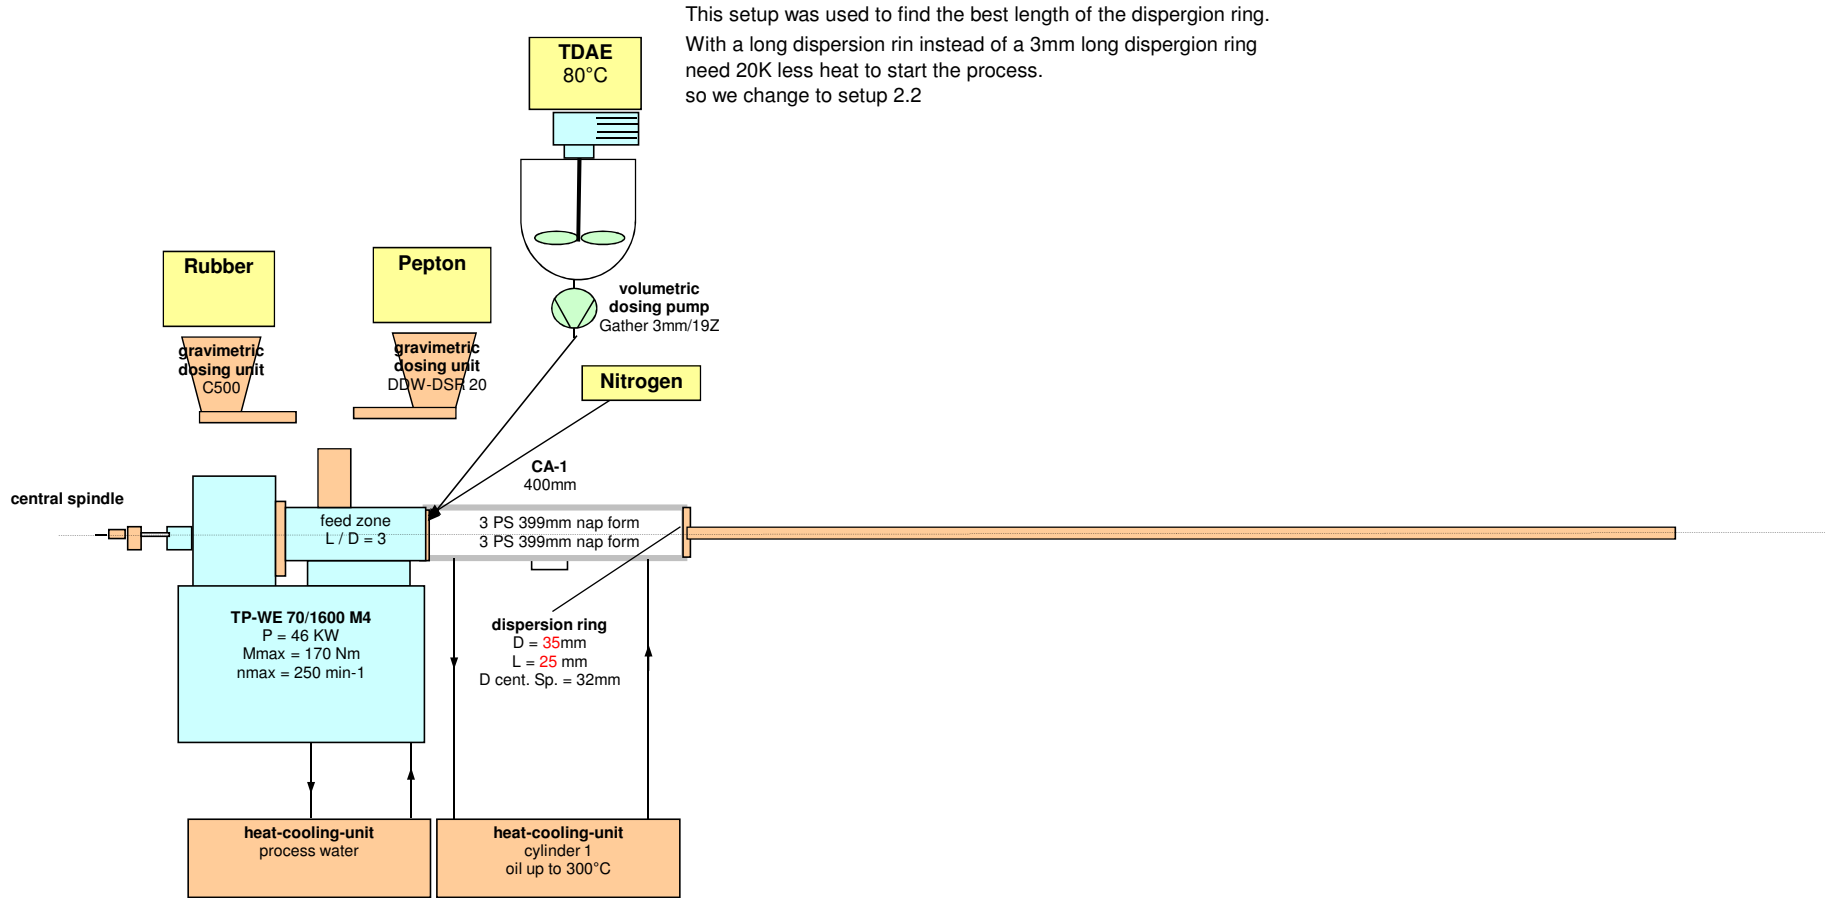 This setup was used to find the best length of the dispergion ring.
With a long dispersion rin instead of a 3mm long dispergion ring
need 20K less heat to start the process.
so we change to setup 2.2
TDAE
80°C
Rubber
Pepton
volumetric
dosing pump
Gather 3mm/19Z
gravimetric
dosing unit
C500
gravimetric
dosing unit
DDW-DSR 20
Nitrogen
CA-1
400mm
central spindle
feed zone
L / D = 3
3 PS 399mm nap form
3 PS 399mm nap form
TP-WE 70/1600 M4
P = 46 KW
Mmax = 170 Nm
nmax = 250 min-1
dispersion ring
D = 35mm
L = 25 mm
D cent. Sp. = 32mm
heat-cooling-unit
process water
heat-cooling-unit
cylinder 1
oil up to 300°C